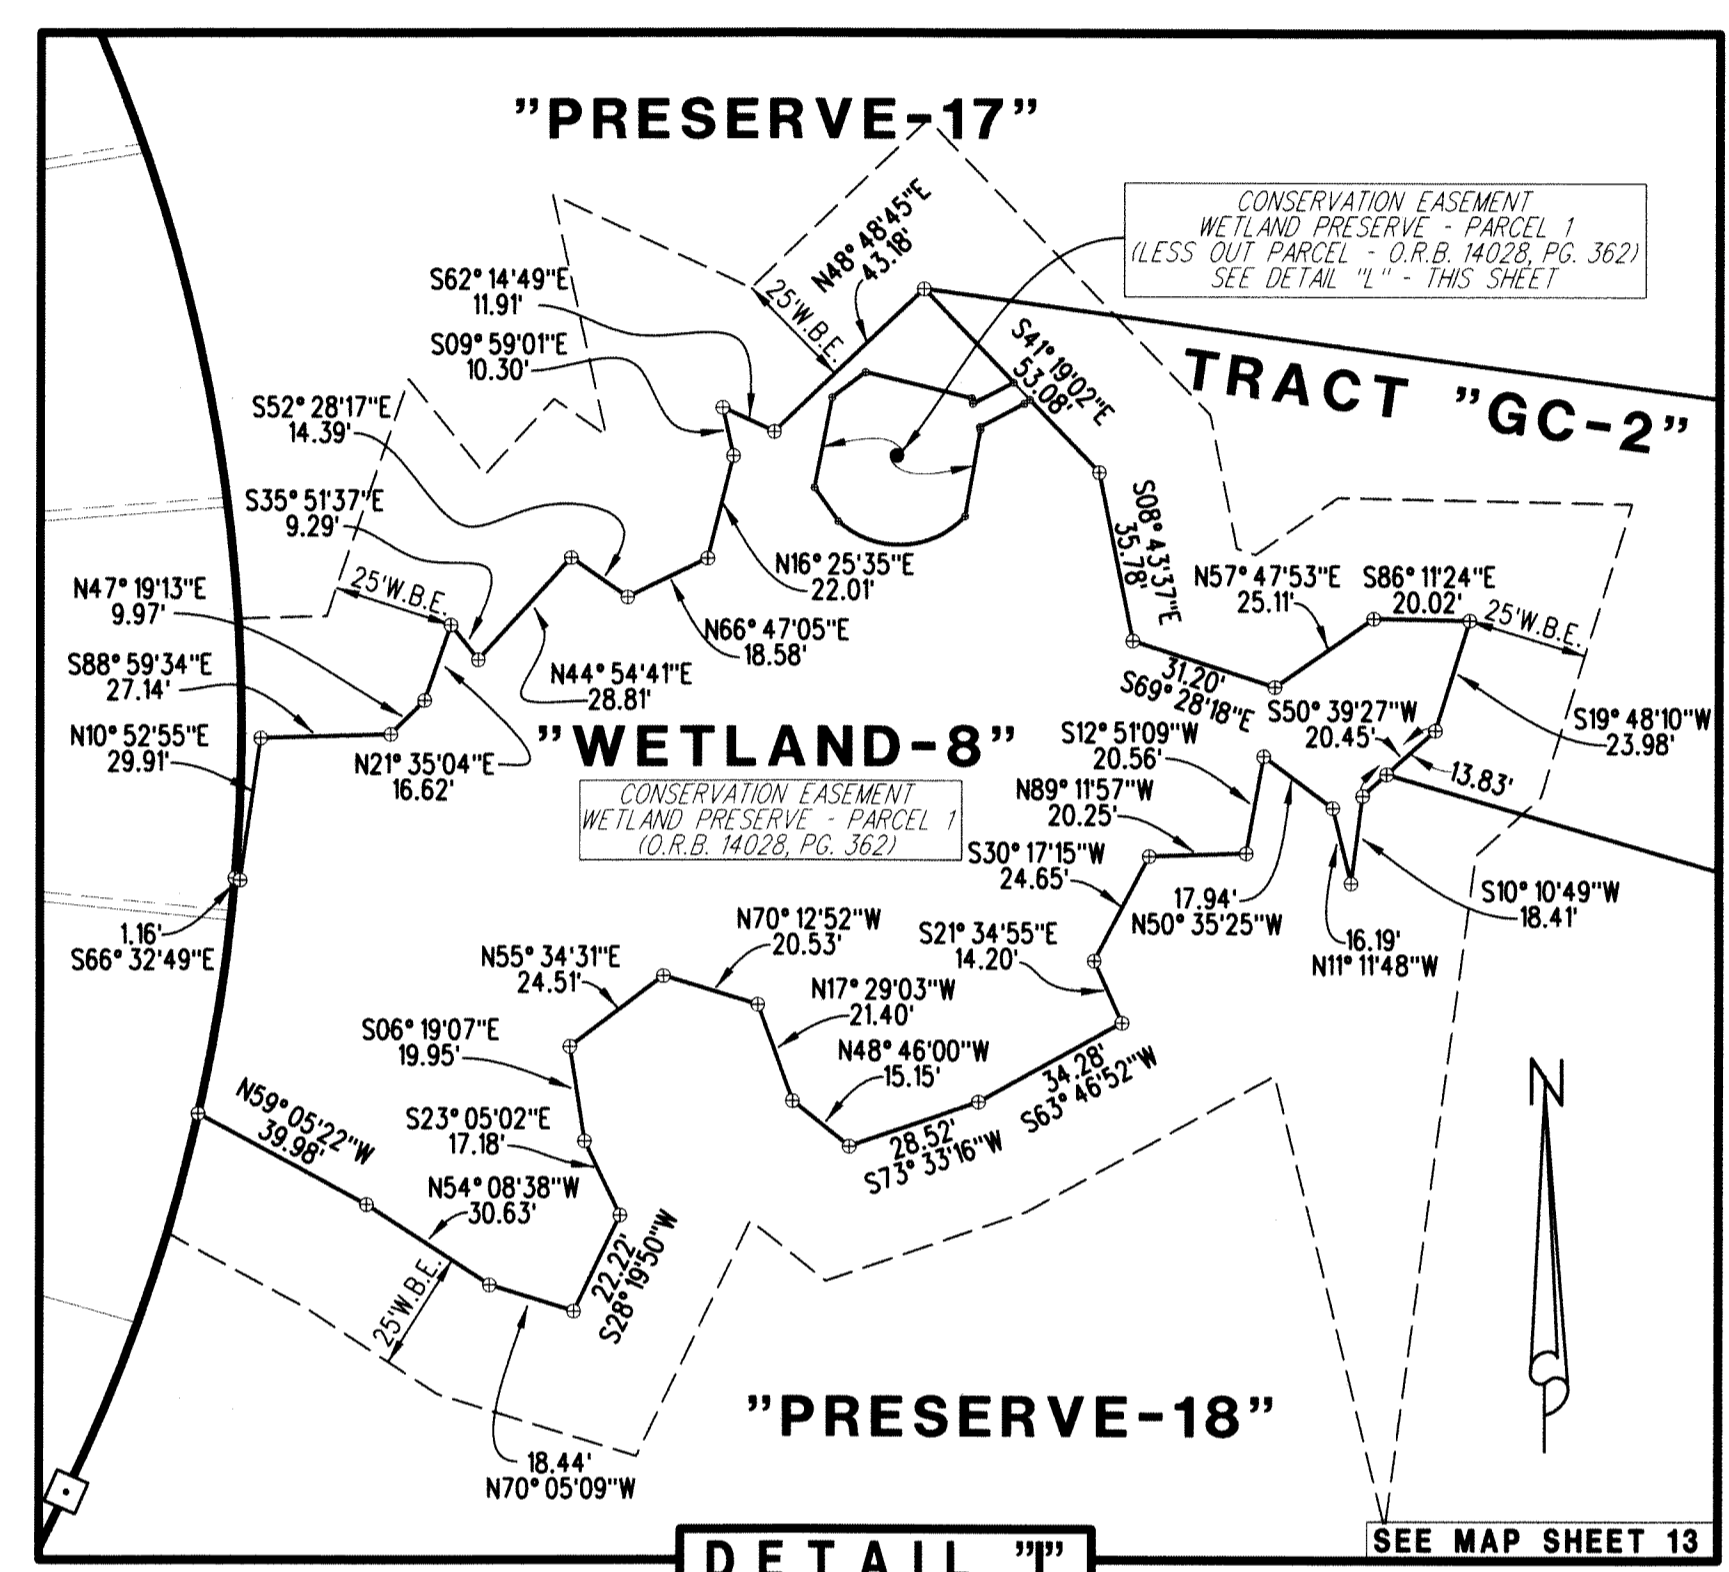 "PRESERVE-17"
CONSERVATION EASEMENT
WETLAND PRESERVE - PARCEL 1
(LESS OUT PARCEL - O.R.B. 14028, PG. 362)
SEE DETAIL "L" - THIS SHEET
N48° 48'45"E
43.18'
25'W.B.E.
S62° 14'49"E
11.91'
S09° 59'01"E
10.30'
S41° 19'02"E
53.08'
TRACT "GC-2"
S52° 28'17"E
14.39'
S35° 51'37"E
9.29'
S08° 43'37"E
35.78'
N16° 25'35"E
22.01'
N57° 47'53"E
25.11'
S86° 11'24"E
20.02'
25'W.B.E.
25'W.B.E.
N47° 19'13"E
9.97'
N66° 47'05"E
18.58'
S88° 59'34"E
27.14'
N44° 54'41"E
28.81'
31.20'
S69° 28'18"E
S50° 39'27"W
20.45'
S19° 48'10"W
23.98'
N10° 52'55"E
29.91'
N21° 35'04"E
16.62'
"WETLAND-8"
CONSERVATION EASEMENT
WETLAND PRESERVE - PARCEL 1
(O.R.B. 14028, PG. 362)
S12° 51'09"W
20.56'
13.83'
N89° 11'57"W
20.25'
S30° 17'15"W
24.65'
17.94'
N50° 35'25"W
S10° 10'49"W
18.41'
1.16'
S66° 32'49"E
N70° 12'52"W
20.53'
S21° 34'55"E
14.20'
16.19'
N11° 11'48"W
N55° 34'31"E
24.51'
N17° 29'03"W
21.40'
S06° 19'07"E
19.95'
N48° 46'00"W
15.15'
34.28'
S63° 46'52"W
N59° 05'22"W
39.98'
S23° 05'02"E
17.18'
28.52'
S73° 33'16"W
N54° 08'38"W
30.63'
22.22'
S28° 19'50"W
25'W.B.E.
N
"PRESERVE-18"
18.44'
N70° 05'09"W
SEE MAP SHEET 13
DETAIL "I"